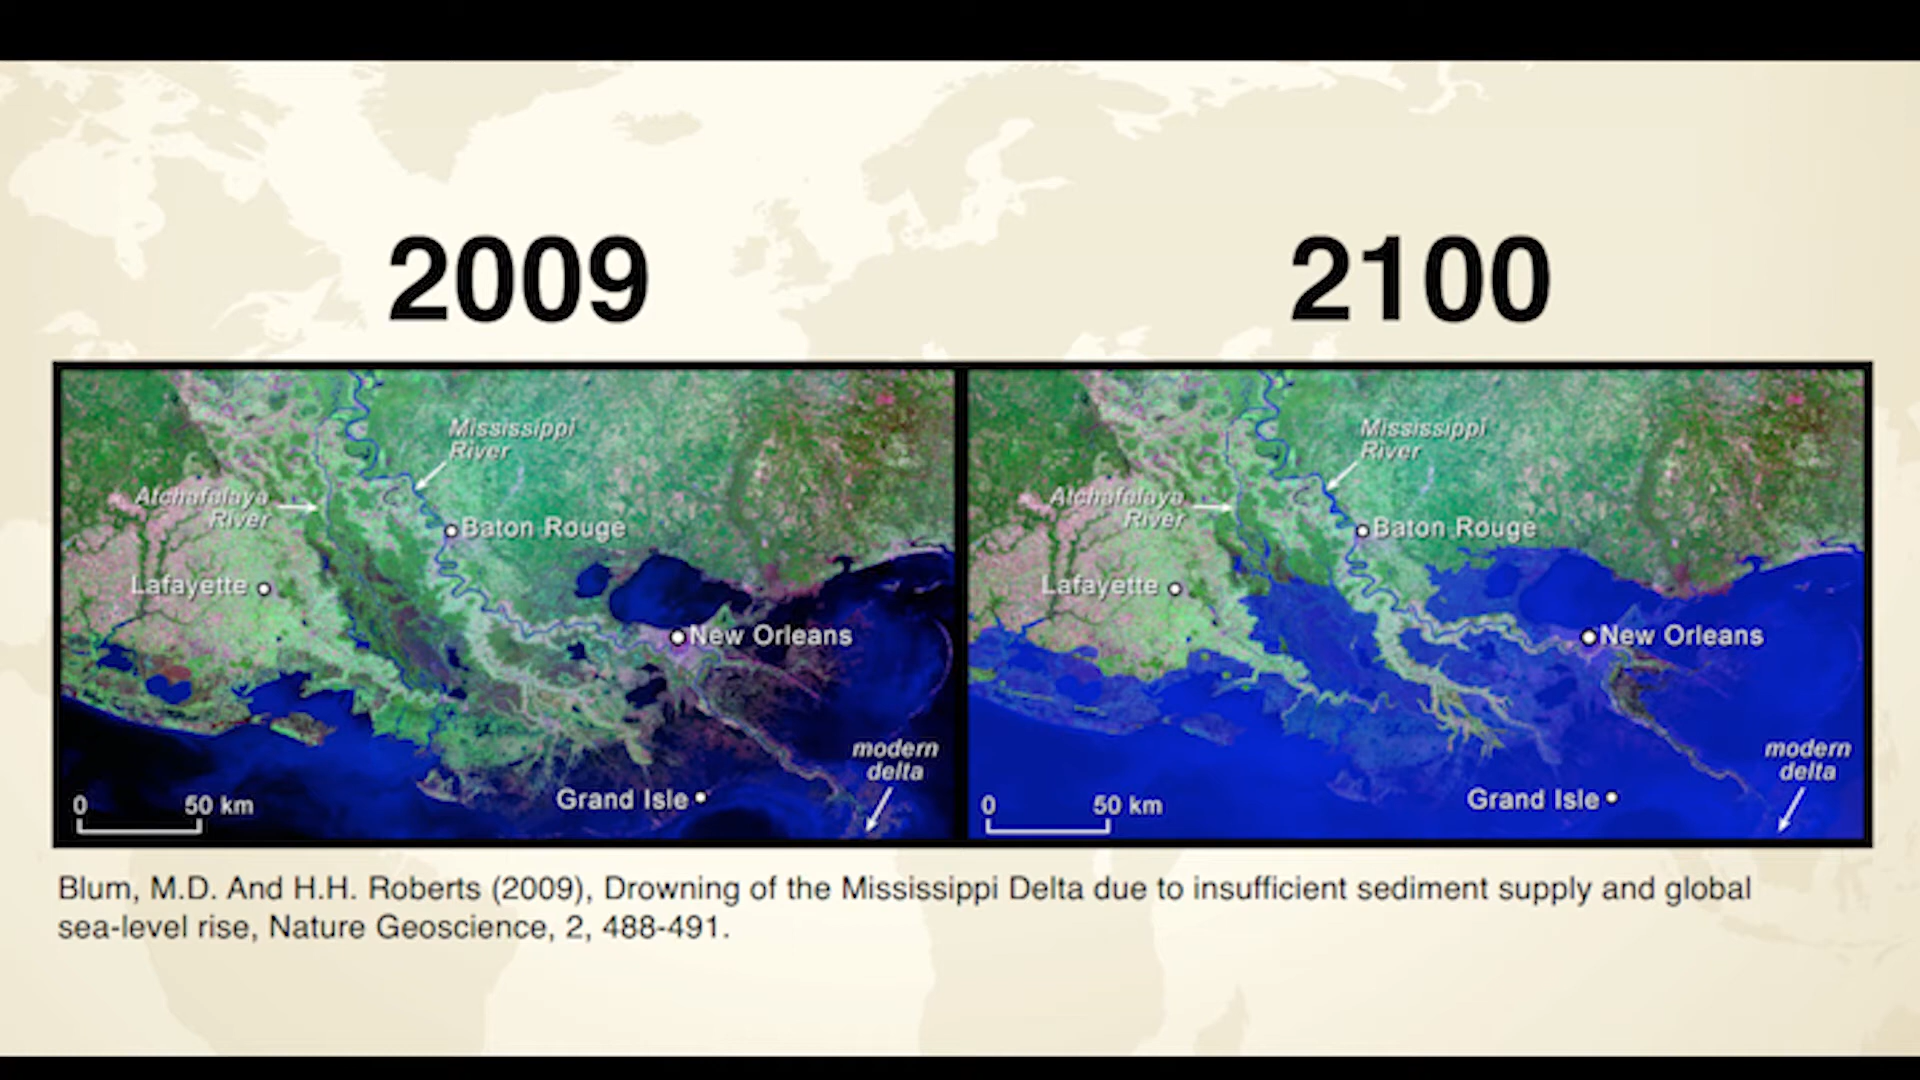 2009
2100
Mississippi
River
Atchafalaya
River
Baton Rouge
Lafayette
New Orleans
modern
delta
Grand Isle
0 50 km
Mississippi
River
Atchafalaya
River
Baton Rouge
Lafayette
New Orleans
modern
delta
Grand Isle
0 50 km
Blum, M.D. And H.H. Roberts (2009), Drowning of the Mississippi Delta due to insufficient sediment supply and global
sea-level rise, Nature Geoscience, 2, 488-491.